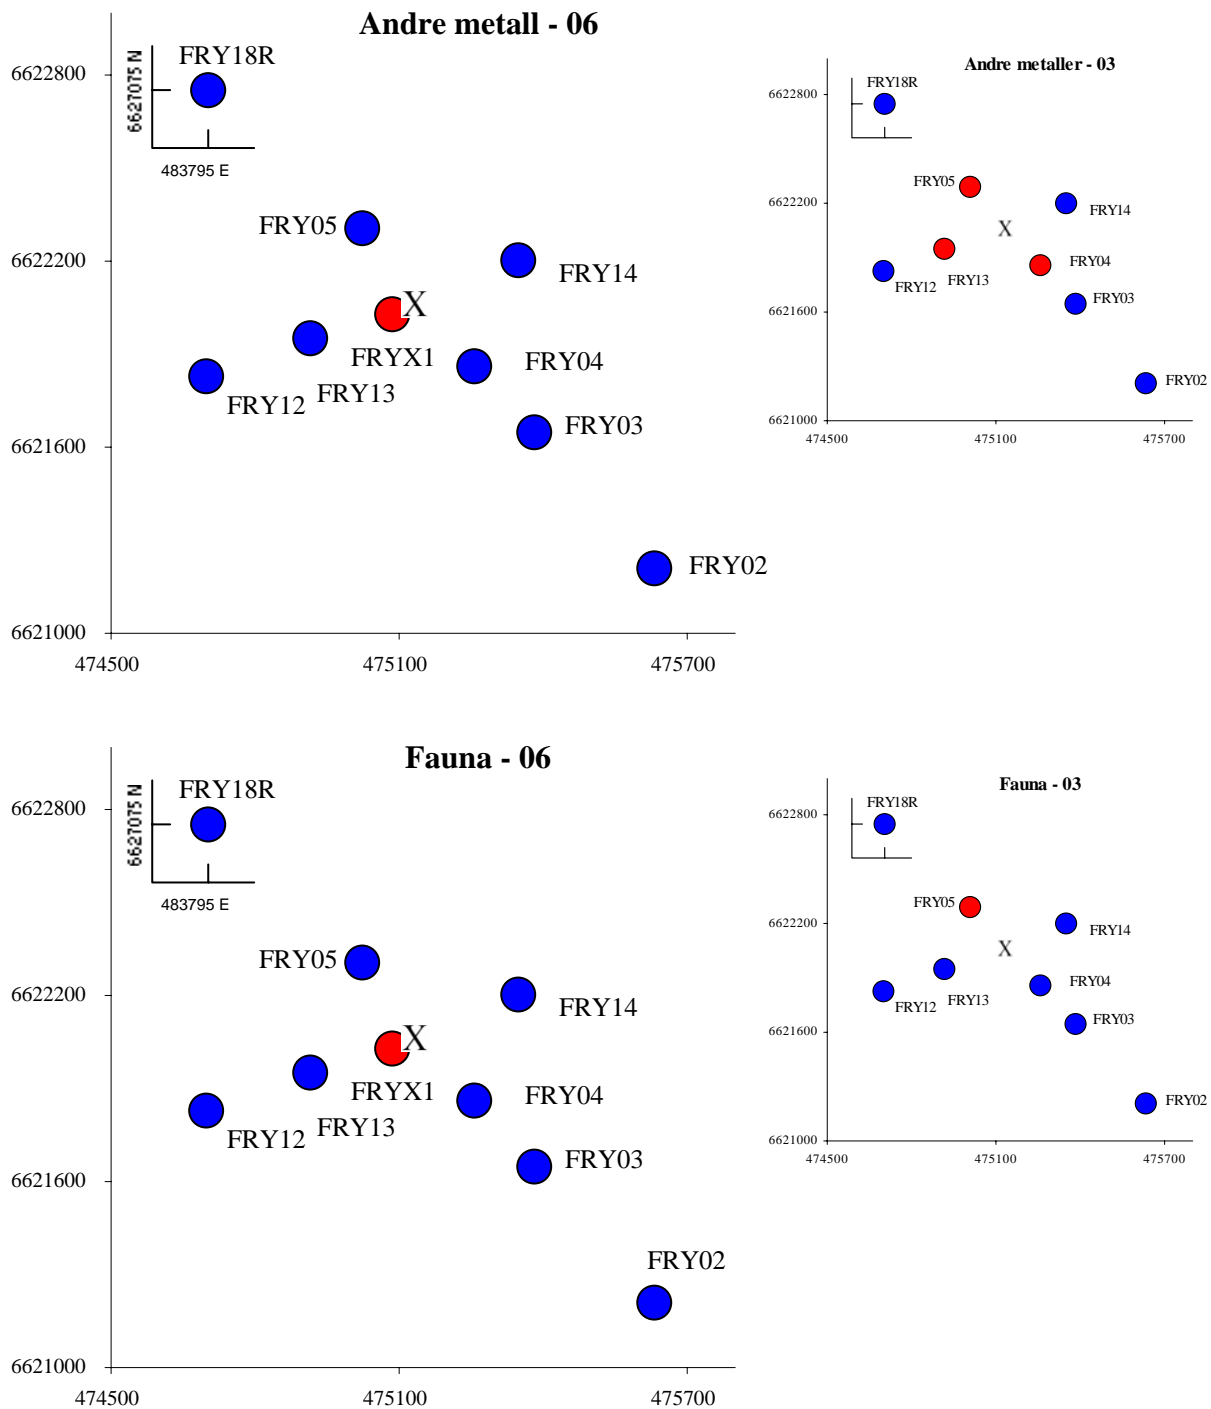 Andre metall - 06
FRY18R
6622800
6627075 N
483795 E
FRY05
6622200
FRY14
X
FRYX1
FRY04
FRY13
FRY12
FRY03
6621600
FRY02
6621000
474500 475100 475700
Andre metaller - 03
FRY18R
6622800
FRY05
6622200
FRY14
X
FRY04
FRY12 FRY13
FRY03
6621600
FRY02
6621000
474500 475100 475700
Fauna - 06
FRY18R
6622800
6627075 N
483795 E
FRY05
6622200
FRY14
X
FRYX1
FRY04
FRY13
FRY12
FRY03
6621600
FRY02
6621000
474500 475100 475700
Fauna - 03
FRY18R
6622800
FRY05
6622200
FRY14
X
FRY04
FRY12 FRY13
FRY03
6621600
FRY02
6621000
474500 475100 475700